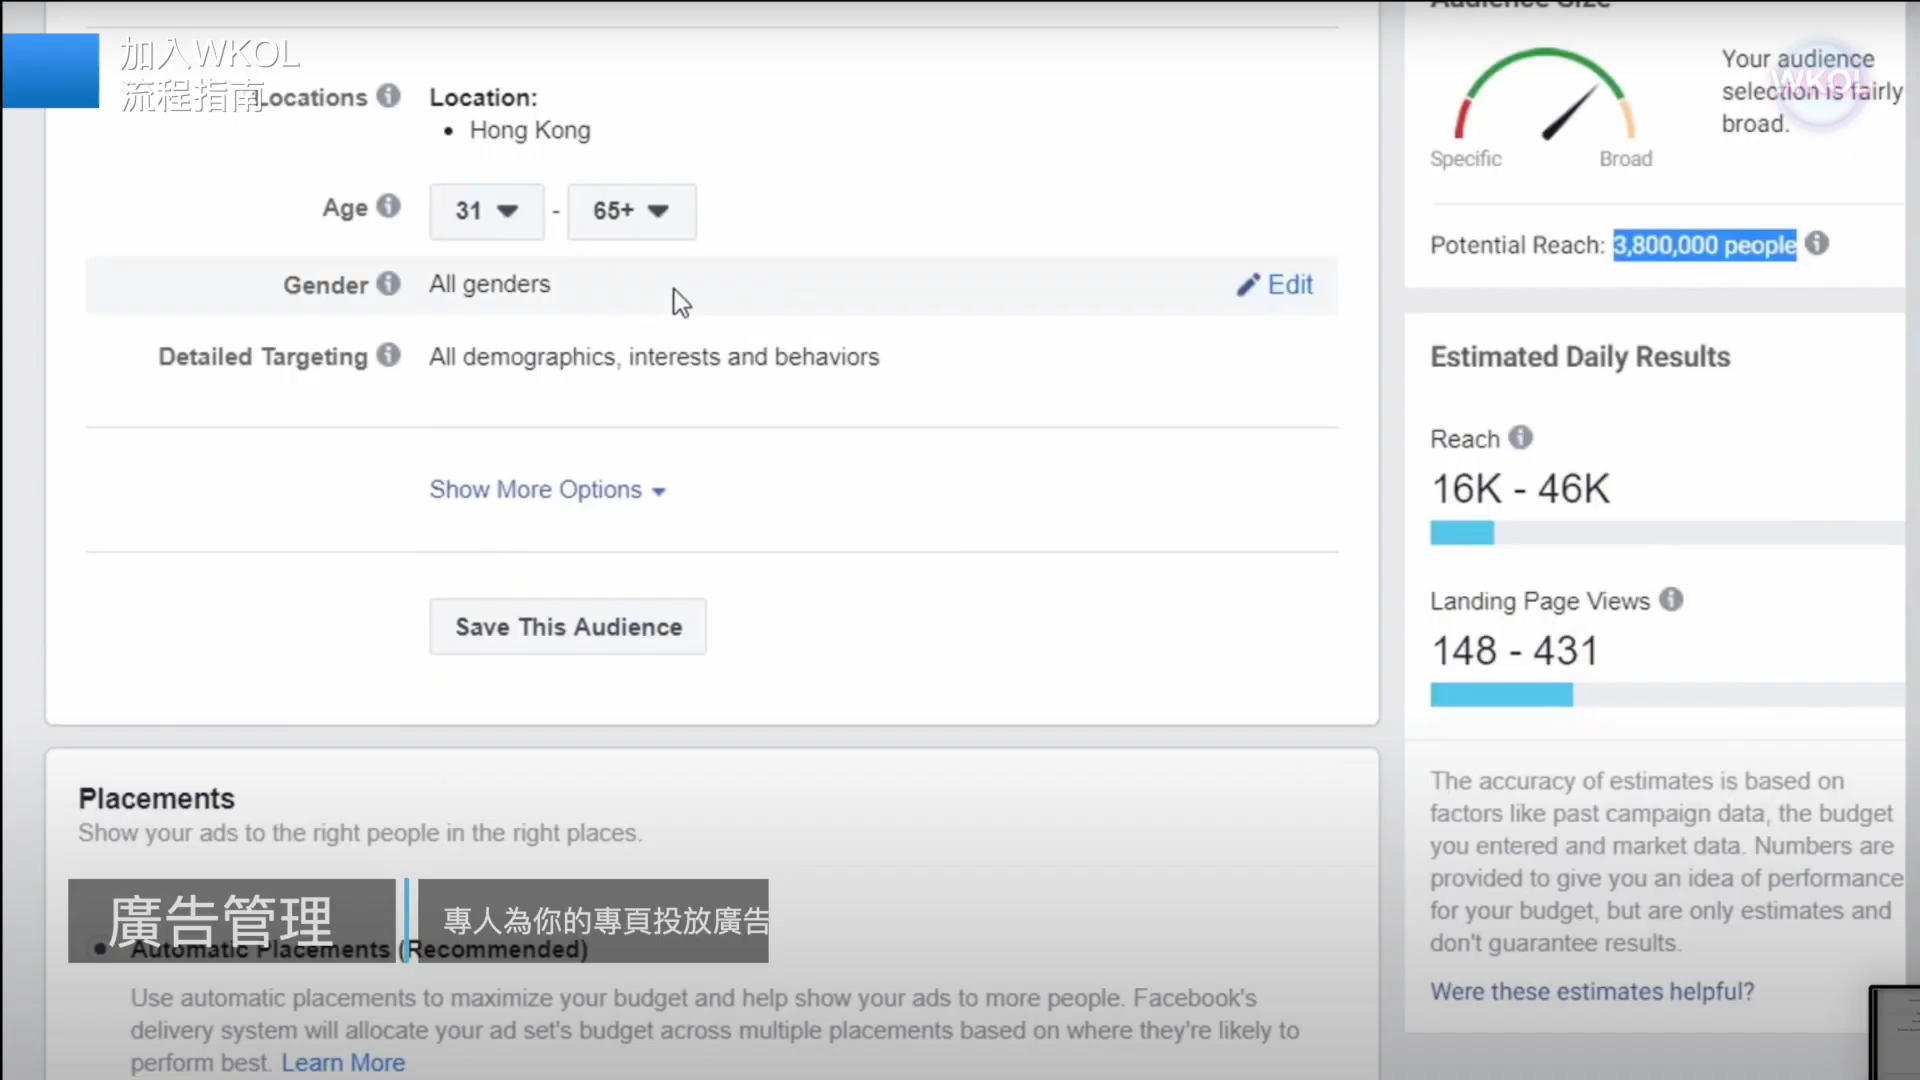 Audience Size
加入WKOL
流程指南
Locations
Location:
Hong Kong
Age
31 - 65+
Gender
All genders
Edit
Detailed Targeting
All demographics, interests and behaviors
Show More Options
Save This Audience
Placements
Show your ads to the right people in the right places.
廣告管理
專人為你的專頁投放廣告
Automatic Placements (Recommended)
Use automatic placements to maximize your budget and help show your ads to more people. Facebook's
delivery system will allocate your ad set's budget across multiple placements based on where they're likely to
perform best. Learn More
Your audience
selection is fairly
broad.
WKOL
Specific
Broad
Potential Reach: 3,800,000 people
Estimated Daily Results
Reach
16K - 46K
Landing Page Views
148 - 431
The accuracy of estimates is based on
factors like past campaign data, the budget
you entered and market data. Numbers are
provided to give you an idea of performance
for your budget, but are only estimates and
don't guarantee results.
Were these estimates helpful?